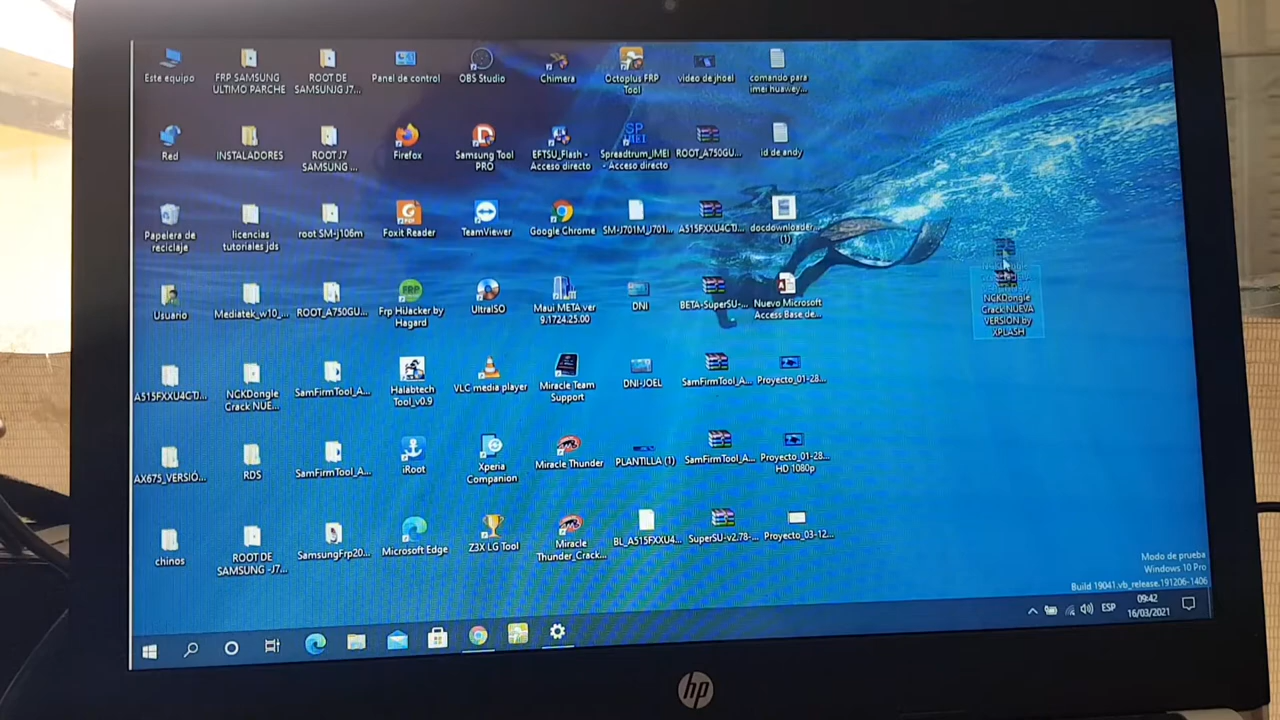 Este equipo
FRP SAMSUNG
ULTIMO PARCHE
ROOT DE
SAMSUNJG J7...
Panel de control
OBS Studio
Chimera
Octoplus FRP
Tool
video de jhoel
comando para
imei huawey...
Red
INSTALADORES
ROOT J7
SAMSUNG ...
Firefox
Samsung Tool
PRO
EFTSU_Flash -
Acceso directo
SP
IMEI
Spreadtrum_IMEI
- Acceso directo
ROOT_A750GU...
id de andy
Papelera de
reciclaje
licencias
tutoriales jds
root SM-j106m
Foxit Reader
TeamViewer
Google Chrome
SM-J701M_J701...
A515FXXU4CTJ...
docdownloader...
(1)
Usuario
Mediatek_w10_...
ROOT_A750GU...
FRP
Frp HiJacker by
Hagard
UltraISO
Maui META ver
9.1724.25.00
DNI
BETA-SuperSU-...
Nuevo Microsoft
Access Base de...
NCKDongle
Crack NUEVA
VERSION by
XPLASH
A515FXXU4CT...
NCKDongle
Crack NUE...
SamFirmTool_A...
Halabtech
Tool_v0.9
VLC media player
Miracle Team
Support
DNI-JOEL
SamFirmTool_A...
Proyecto_01-28...
AX675_VERSIÓ...
RDS
SamFirmTool_A...
iRoot
Xperia
Companion
Miracle Thunder
PLANTILLA (1)
SamFirmTool_A...
Proyecto_01-28...
HD 1080p
chinos
ROOT DE
SAMSUNG -J7...
SamsungFrp20...
Microsoft Edge
Z3X LG Tool
Miracle
Thunder_Crack...
BL_A515FXXU4...
SuperSU-v2.78-...
Proyecto_03-12...
Modo de prueba
Windows 10 Pro
Build 19041.vb_release.191206-1406
ESP
09:42
16/03/2021
hp